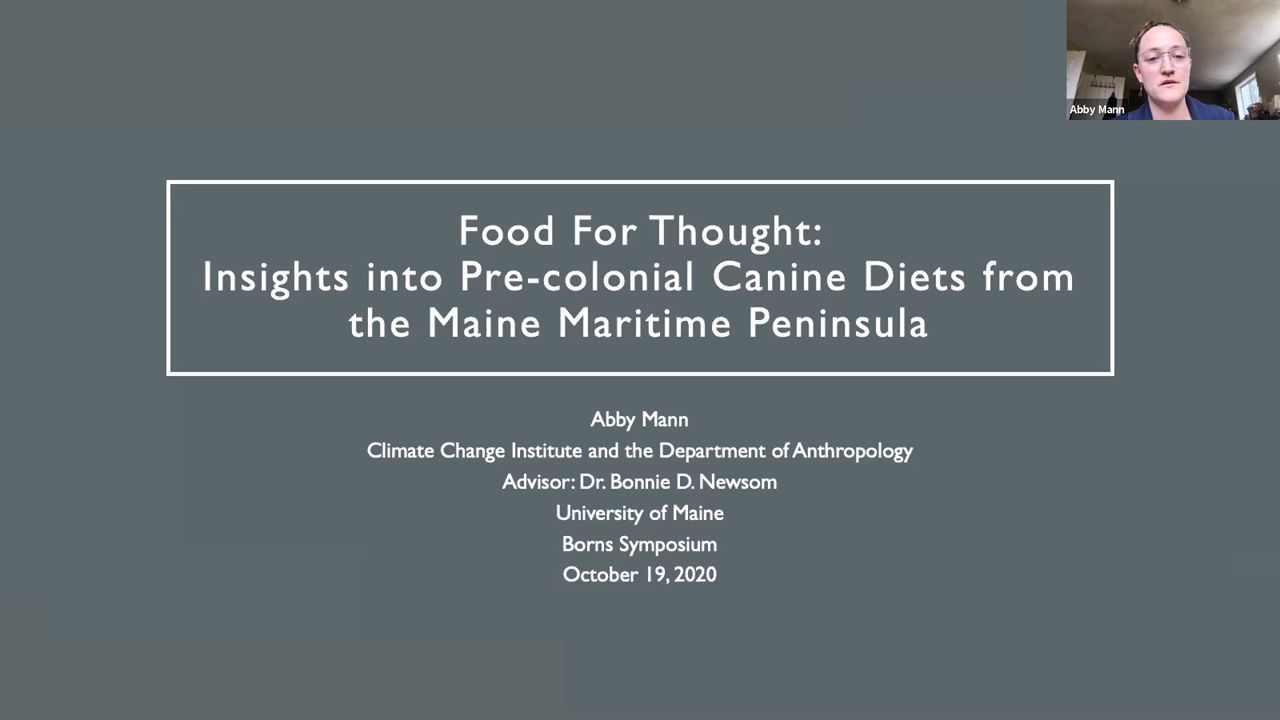 Abby Mann
Food For Thought:
Insights into Pre-colonial Canine Diets from
the Maine Maritime Peninsula
Abby Mann
Climate Change Institute and the Department of Anthropology
Advisor: Dr. Bonnie D. Newsom
University of Maine
Borns Symposium
October 19, 2020